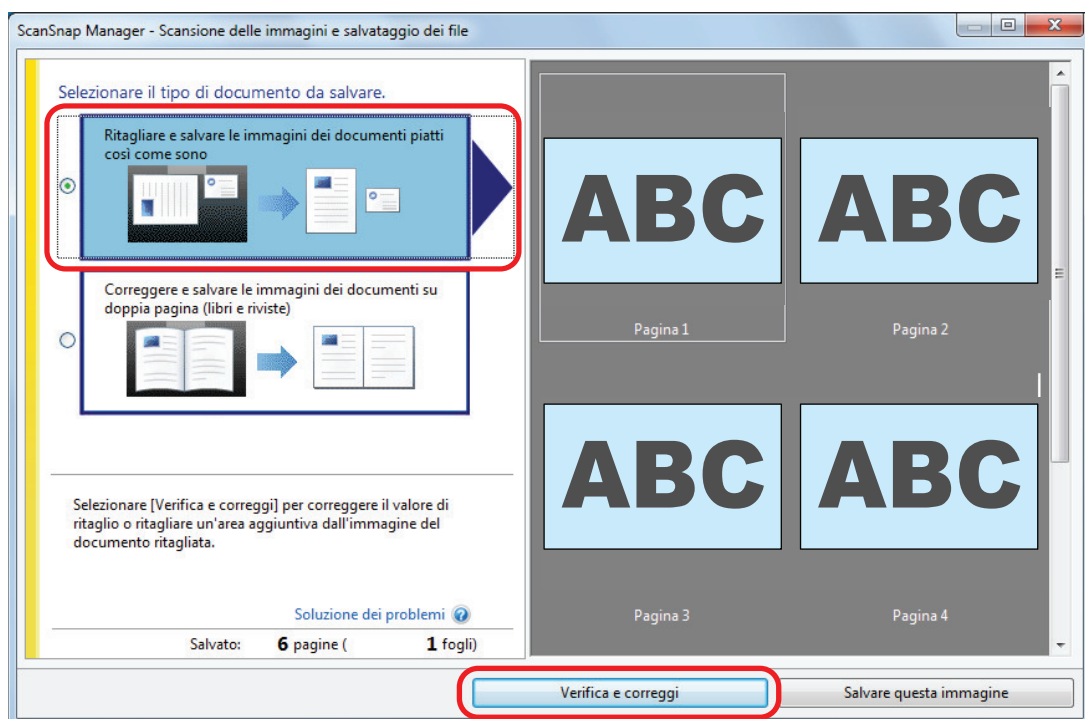 ScanSnap Manager - Scansione delle immagini e salvataggio dei file
Selezionare il tipo di documento da salvare.
Ritagliare e salvare le immagini dei documenti piatti
così come sono
Correggere e salvare le immagini dei documenti su
doppia pagina (libri e riviste)
Selezionare [Verifica e correggi] per correggere il valore di
ritaglio o ritagliare un'area aggiuntiva dall'immagine del
documento ritagliata.
Soluzione dei problemi
Salvato: 6 pagine ( 1 fogli)
ABC
ABC
Pagina 1
Pagina 2
ABC
ABC
Pagina 3
Pagina 4
Verifica e correggi
Salvare questa immagine